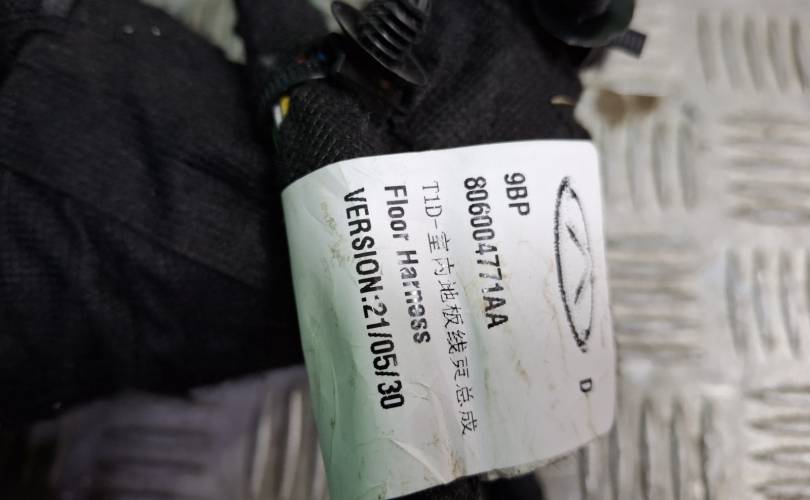 D
9BP
806004771AA
T1D-室内地板线束总成
Floor Harness
VERSION:21/05/30